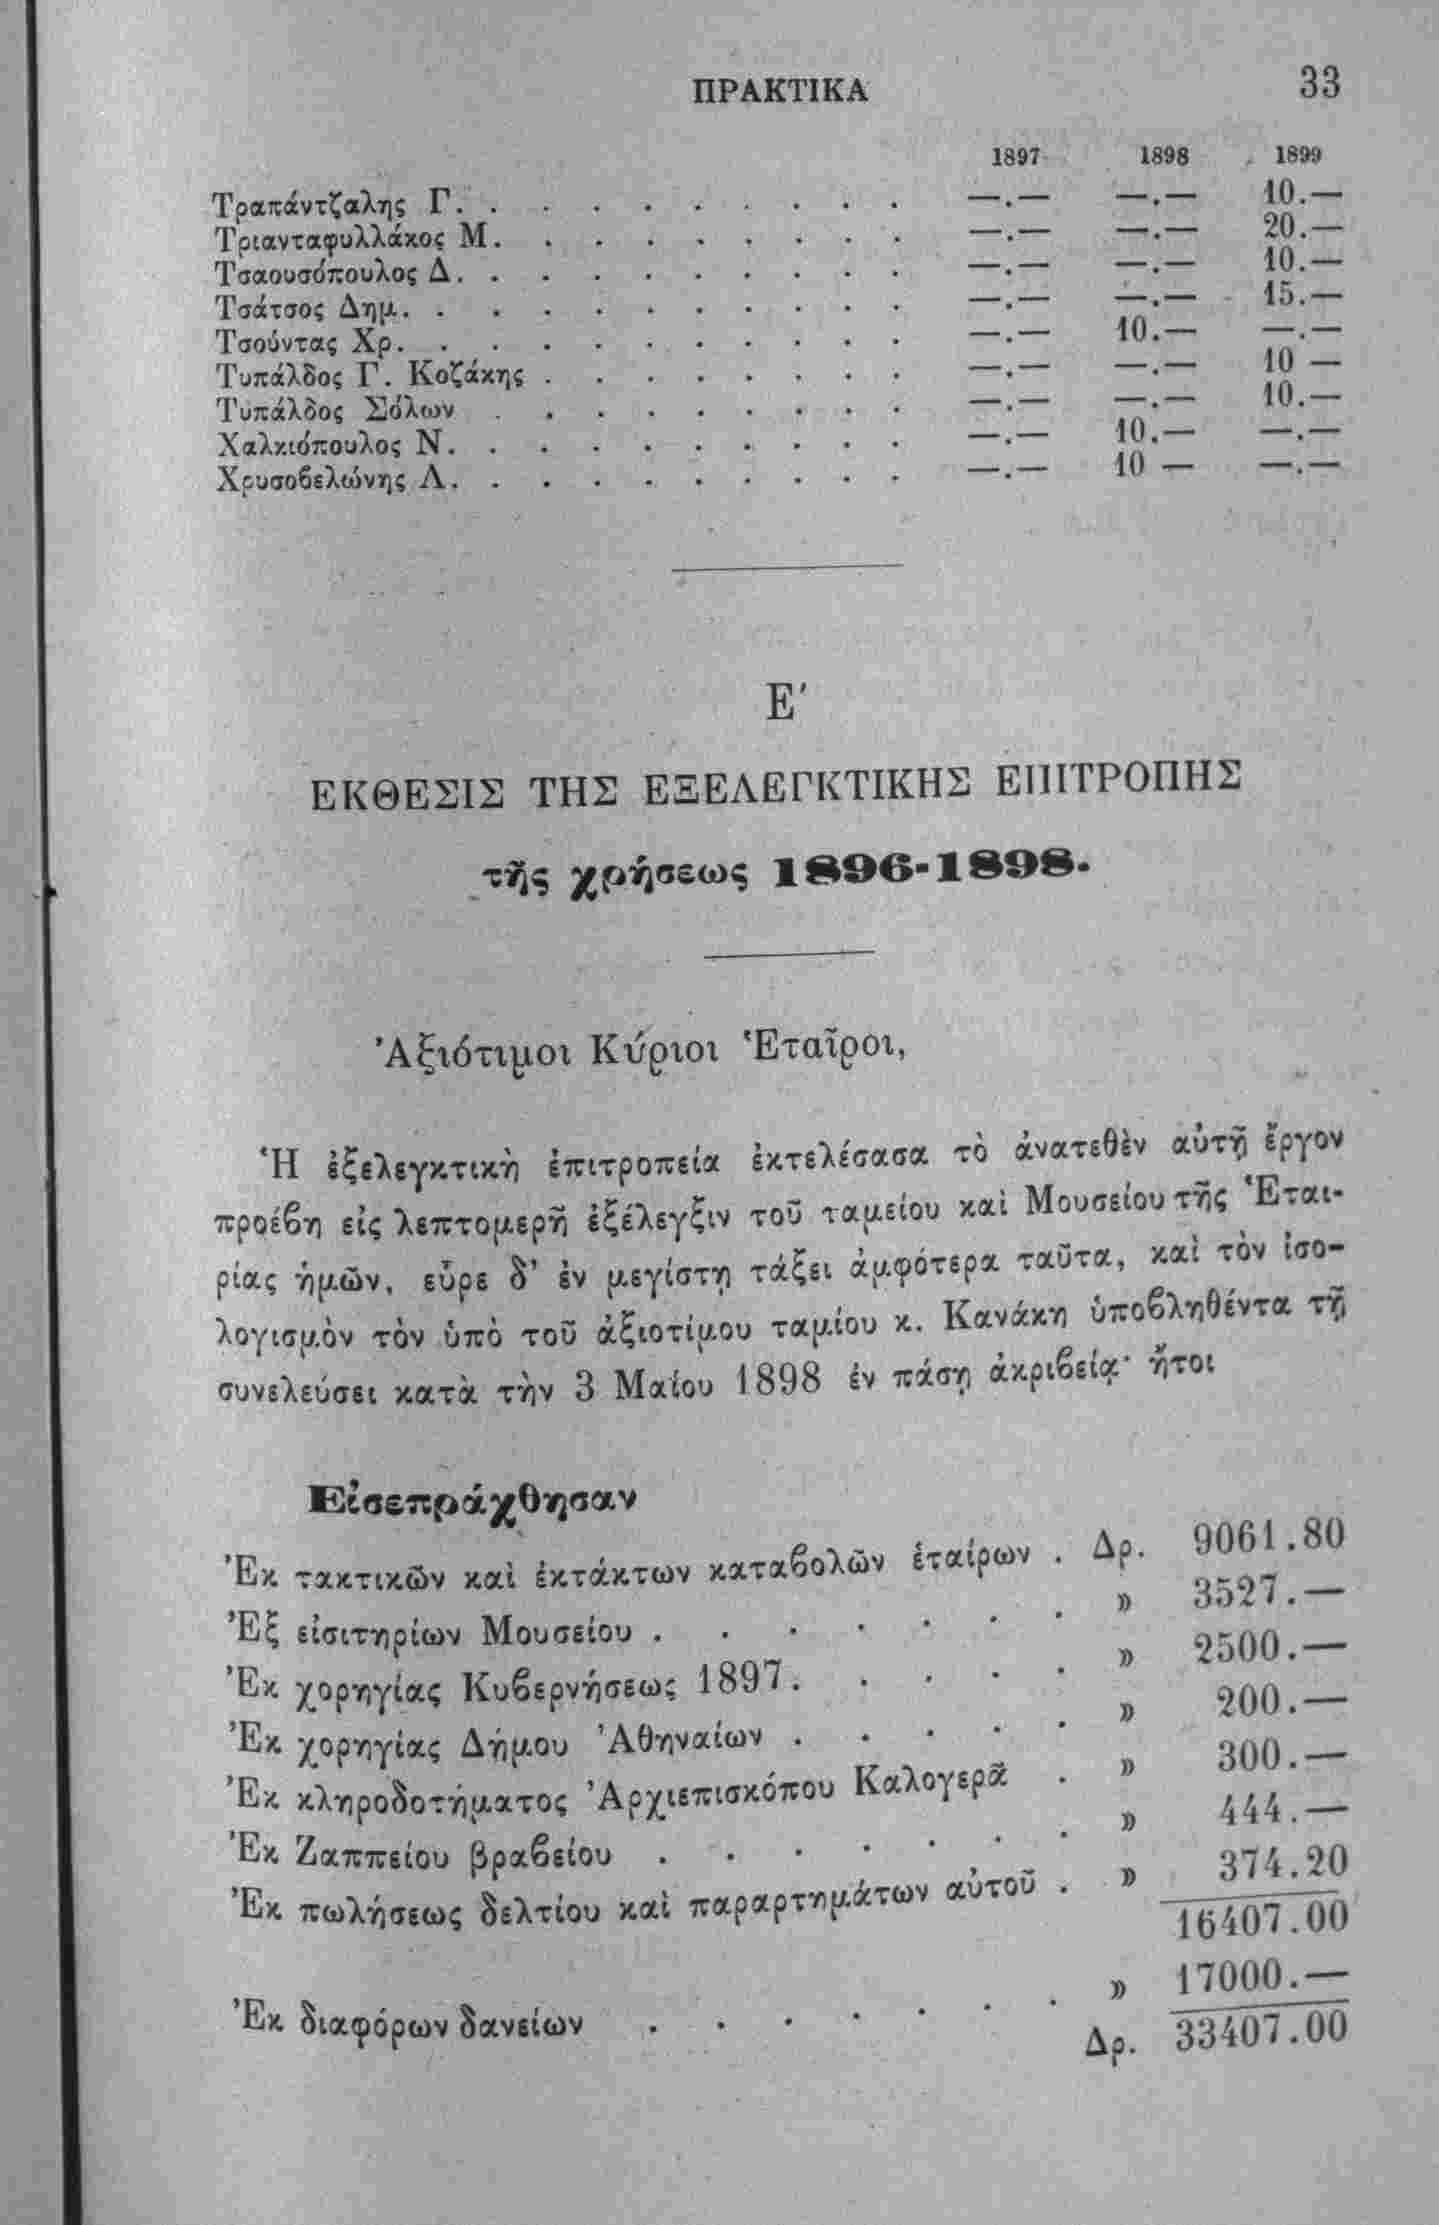 ΠΡΑΚΤΙΚΑ 33
1897 1898 1899
Τραπάντζαλης Γ. . . . . . . . . . —.— —.— 10.—
Τριανταφυλλάκος Μ. . . . . . . . . —.— —.— 20.—
Τσαουσόπουλος Δ. . . . . . . . . . —.— —.— 10.—
Τσάτσος Δημ. . . . . . . . . . . —.— —.— 15.—
Τσούντας Χρ. . . . . . . . . . . —.— 10.— —.—
Τυπάλδος Γ. Κοζάκης . . . . . . . . —.— —.— 10 —
Τυπάλδος Σόλων . . . . . . . . . —.— —.— 10.—
Χαλκιόπουλος Ν. . . . . . . . . . —.— 10.— —.—
Χρυσοβελώνης Λ. . . . . . . . . . —.— 10 — —.—
Ε'
ΕΚΘΕΣΙΣ ΤΗΣ ΕΞΕΛΕΓΚΤΙΚΗΣ ΕΠΙΤΡΟΠΗΣ
τῆς χρήσεως 1896-1898.
Ἀξιότιμοι Κύριοι Ἑταῖροι,
Ἡ ἐξελεγκτικὴ ἐπιτροπεία ἐκτελέσασα τὸ ἀνατεθὲν αὐτῇ ἔργον
προέβη εἰς λεπτομερῆ ἐξέλεγξιν τοῦ ταμείου καὶ Μουσείου τῆς Ἑται-
ρίας ἡμῶν, εὗρε δ' ἐν μεγίστῃ τάξει ἀμφότερα ταῦτα, καὶ τὸν ἰσο-
λογισμὸν τὸν ὑπὸ τοῦ ἀξιοτίμου ταμίου κ. Κανάκη ὑποβληθέντα τῇ
συνελεύσει κατὰ τὴν 3 Μαΐου 1898 ἐν πάσῃ ἀκριβείᾳ· ἤτοι
Εἰσεπράχθησαν
Ἐκ τακτικῶν καὶ ἐκτάκτων καταβολῶν ἑταίρων . Δρ. 9061.80
Ἐξ εἰσιτηρίων Μουσείου . . . . . . . » 3527.—
Ἐκ χορηγίας Κυβερνήσεως 1897. . . . . » 2500.—
Ἐκ χορηγίας Δήμου Ἀθηναίων . . . . . » 200.—
Ἐκ κληροδοτήματος Ἀρχιεπισκόπου Καλογερᾶ . » 300.—
Ἐκ Ζαππείου βραβείου . . . . . . . » 444.—
Ἐκ πωλήσεως δελτίου καὶ παραρτημάτων αὐτοῦ . » 374.20
16407.00
Ἐκ διαφόρων δανείων . . . . . . . » 17000.—
Δρ. 33407.00